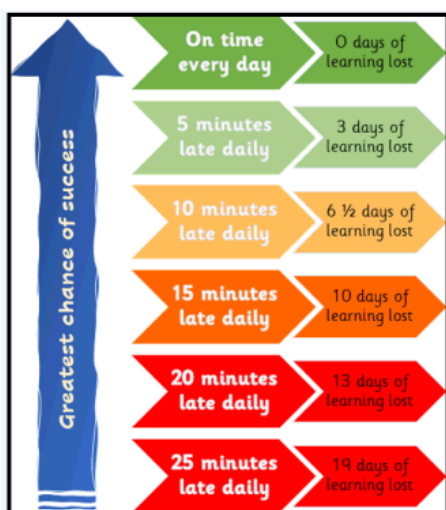 Greatest chance of success
On time
every day
0 days of
learning lost
5 minutes
late daily
3 days of
learning lost
10 minutes
late daily
6 ½ days of
learning lost
15 minutes
late daily
10 days of
learning lost
20 minutes
late daily
13 days of
learning lost
25 minutes
late daily
19 days of
learning lost